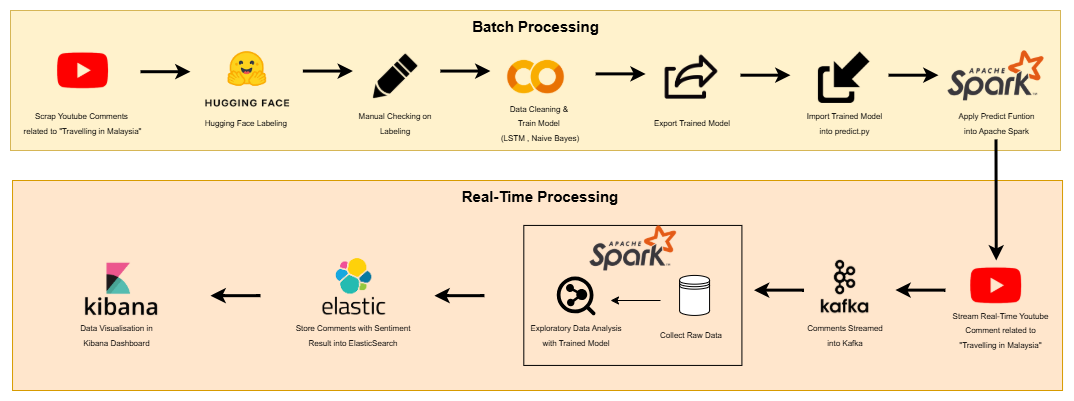 Batch Processing
Scrap Youtube Comments
related to "Travelling in Malaysia"
HUGGING FACE
Hugging Face Labeling
Manual Checking on
Labeling
Data Cleaning &
Train Model
(LSTM , Naive Bayes)
Export Trained Model
Import Trained Model
into predict.py
APACHE
Spark
Apply Predict Funtion
into Apache Spark
Real-Time Processing
kibana
Data Visualisation in
Kibana Dashboard
elastic
Store Comments with Sentiment
Result into ElasticSearch
APACHE
Spark
Exploratory Data Analysis
with Trained Model
Collect Raw Data
kafka
Comments Streamed
into Kafka
Stream Real-Time Youtube
Comment related to
"Travelling in Malaysia"